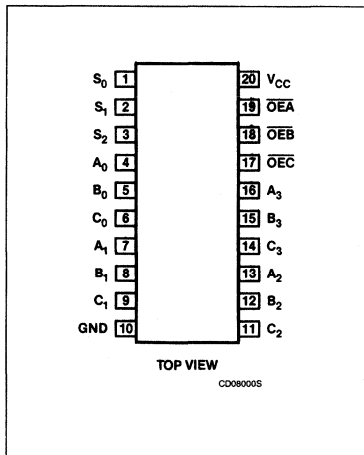 S0 1 20 VCC
S1 2 19 OEA
S2 3 18 OEB
A0 4 17 OEC
B0 5 16 A3
C0 6 15 B3
A1 7 14 C3
B1 8 13 A2
C1 9 12 B2
GND 10 11 C2
TOP VIEW
CD08000S